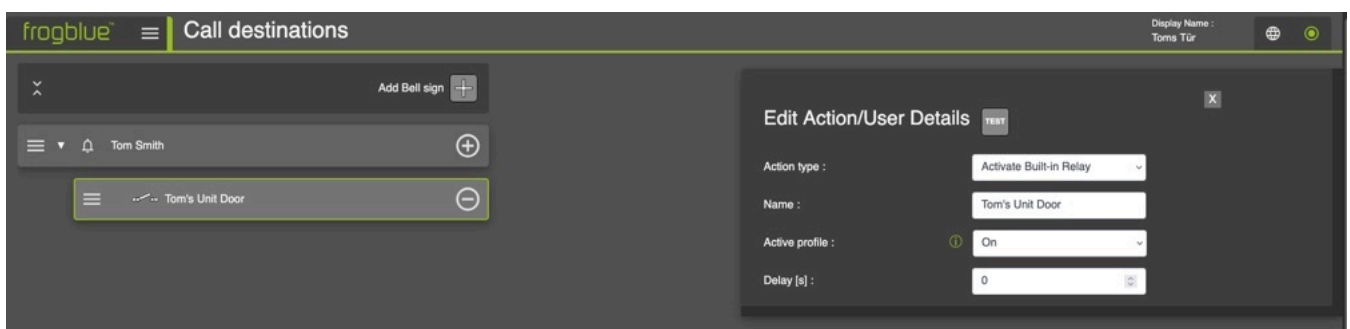 frogblue™
Call destinations
Display Name :
Toms Tür
Add Bell sign
Tom Smith
Tom's Unit Door
X
Edit Action/User Details TEST
Action type : Activate Built-in Relay
Name : Tom's Unit Door
Active profile : On
Delay [s] : 0